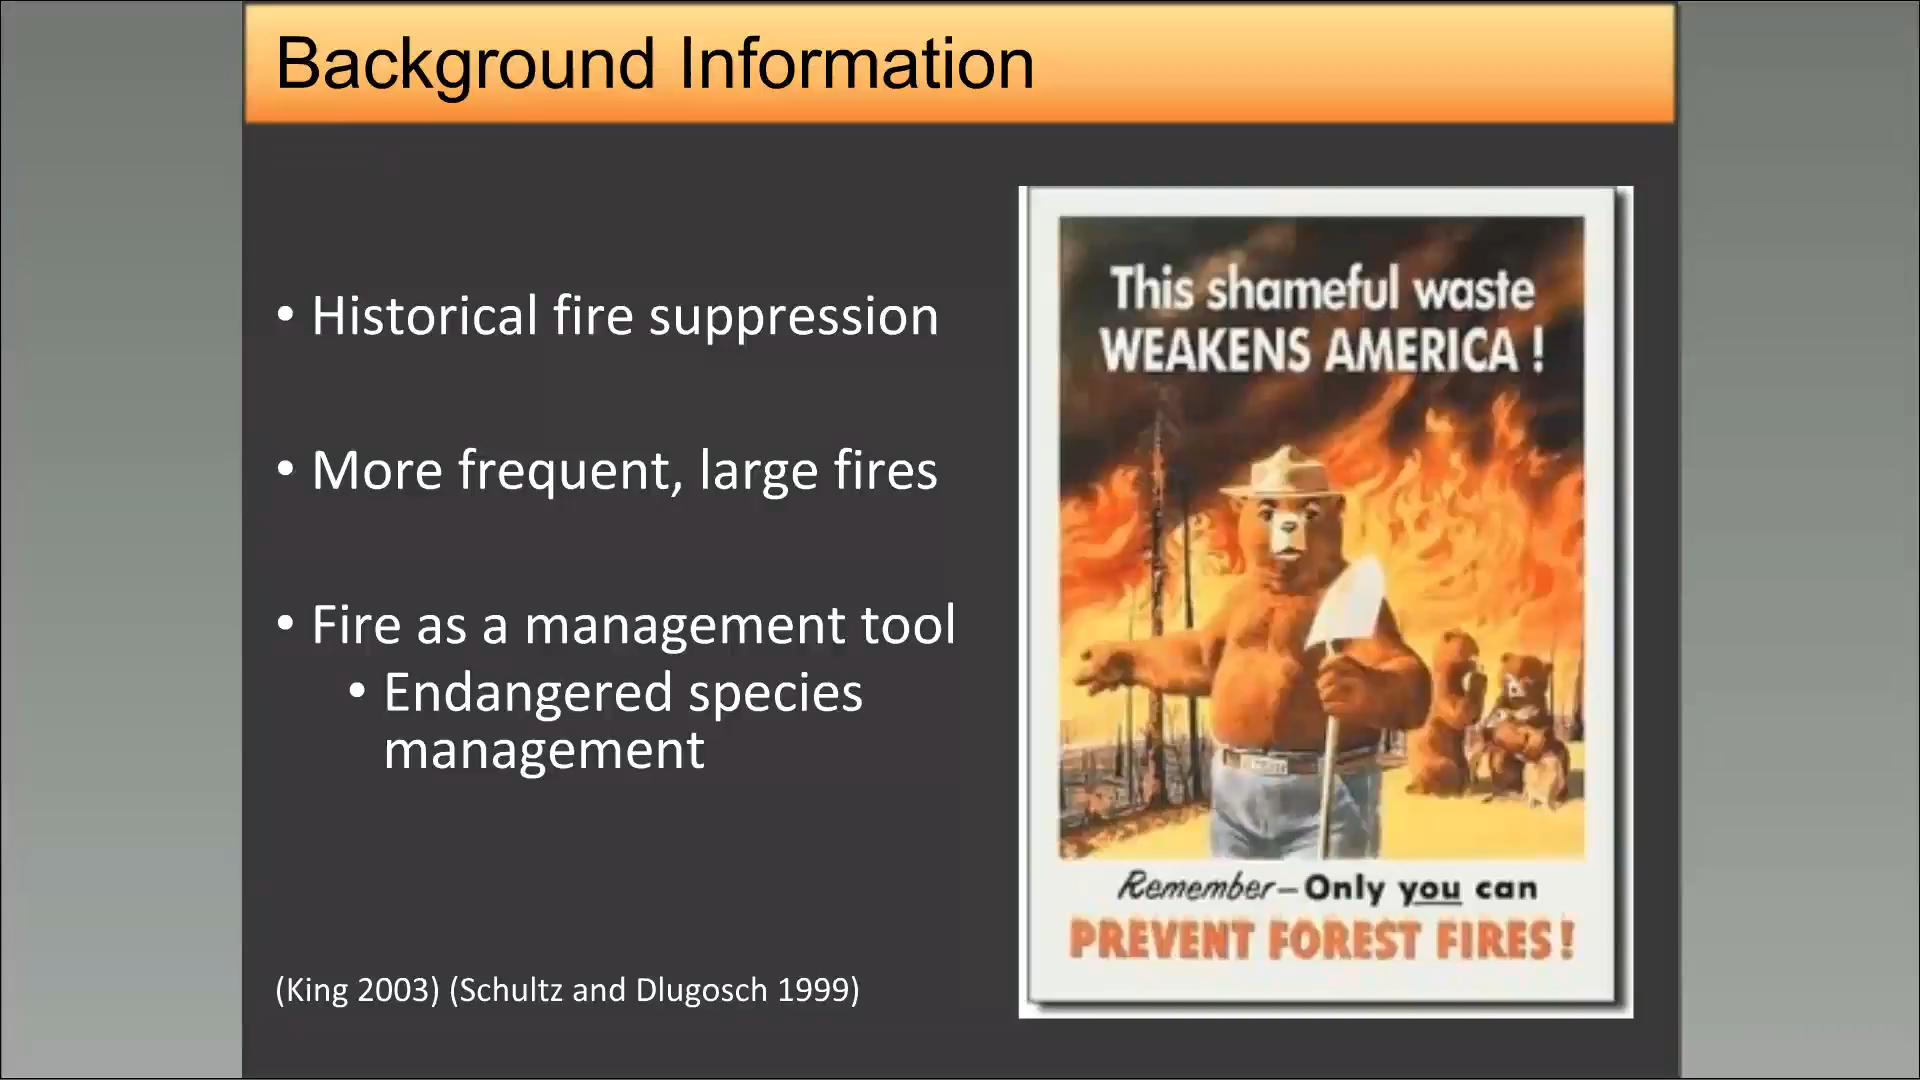 Background Information
• Historical fire suppression
• More frequent, large fires
• Fire as a management tool
• Endangered species
management
(King 2003) (Schultz and Dlugosch 1999)
This shameful waste
WEAKENS AMERICA !
Remember – Only you can
PREVENT FOREST FIRES !